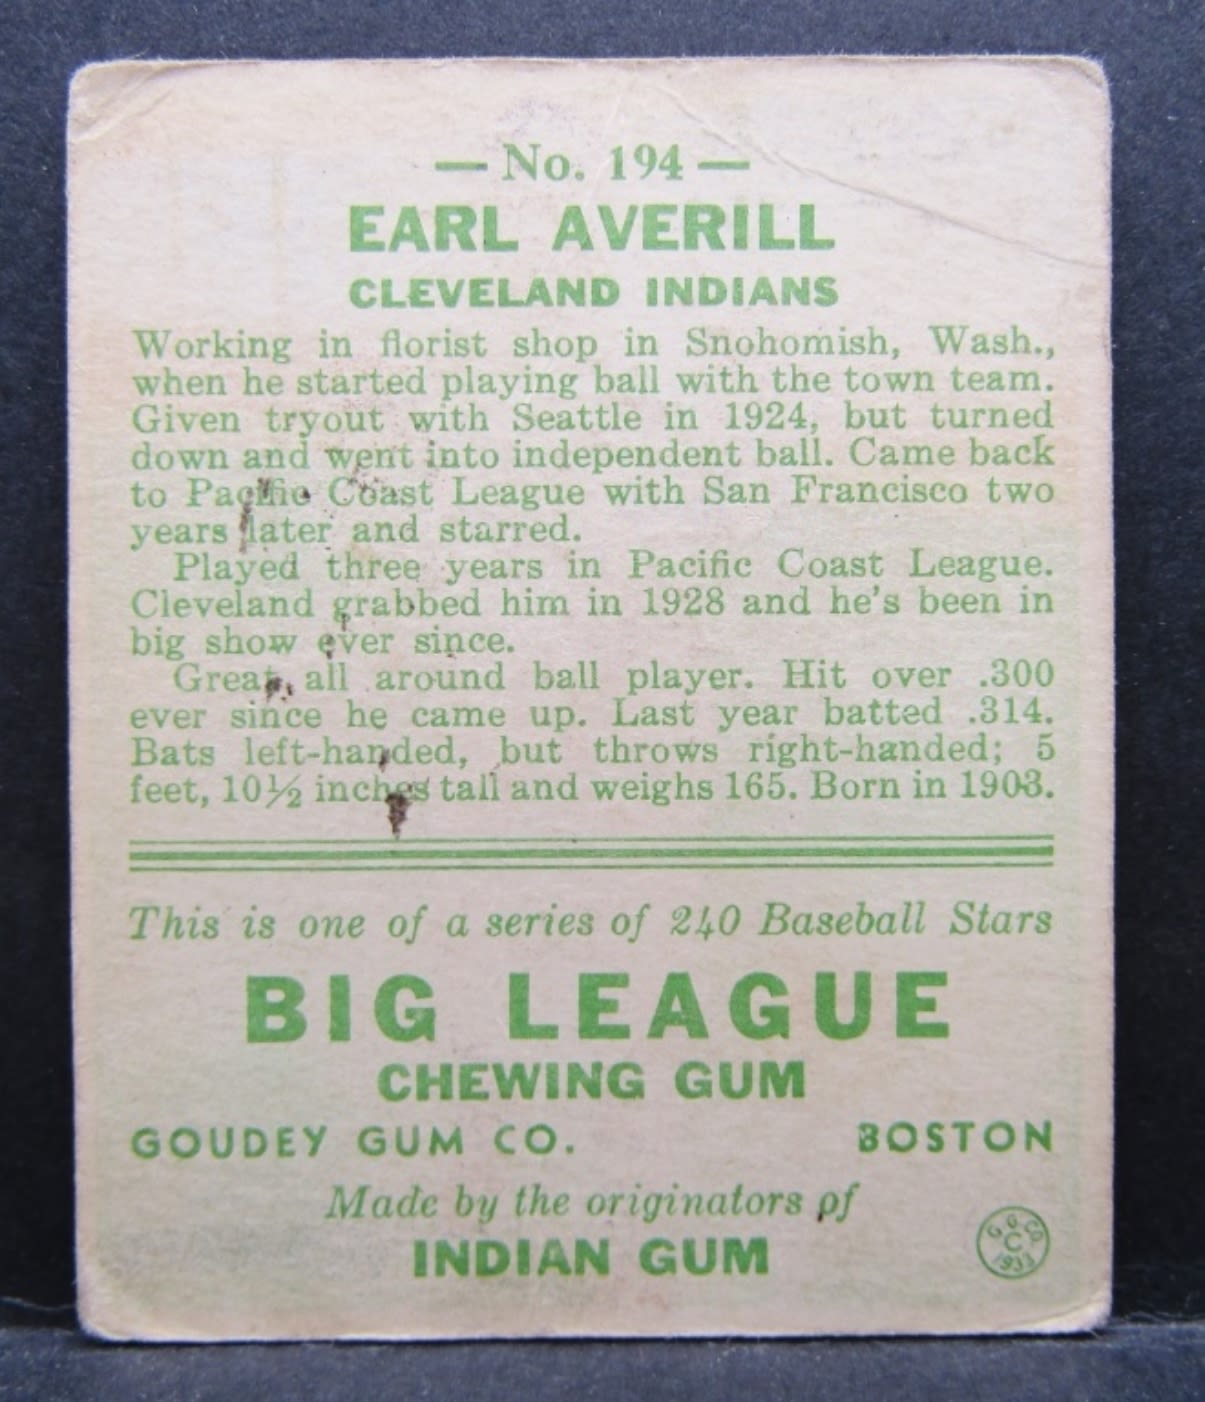 — No. 194 —
EARL AVERILL
CLEVELAND INDIANS
Working in florist shop in Snohomish, Wash.,
when he started playing ball with the town team.
Given tryout with Seattle in 1924, but turned
down and went into independent ball. Came back
to Pacific Coast League with San Francisco two
years later and starred.
Played three years in Pacific Coast League.
Cleveland grabbed him in 1928 and he's been in
big show ever since.
Great all around ball player. Hit over .300
ever since he came up. Last year batted .314.
Bats left-handed, but throws right-handed; 5
feet, 10½ inches tall and weighs 165. Born in 1903.
This is one of a series of 240 Baseball Stars
BIG LEAGUE
CHEWING GUM
GOUDEY GUM CO. BOSTON
Made by the originators of
INDIAN GUM
G. G. CO.
C
1933